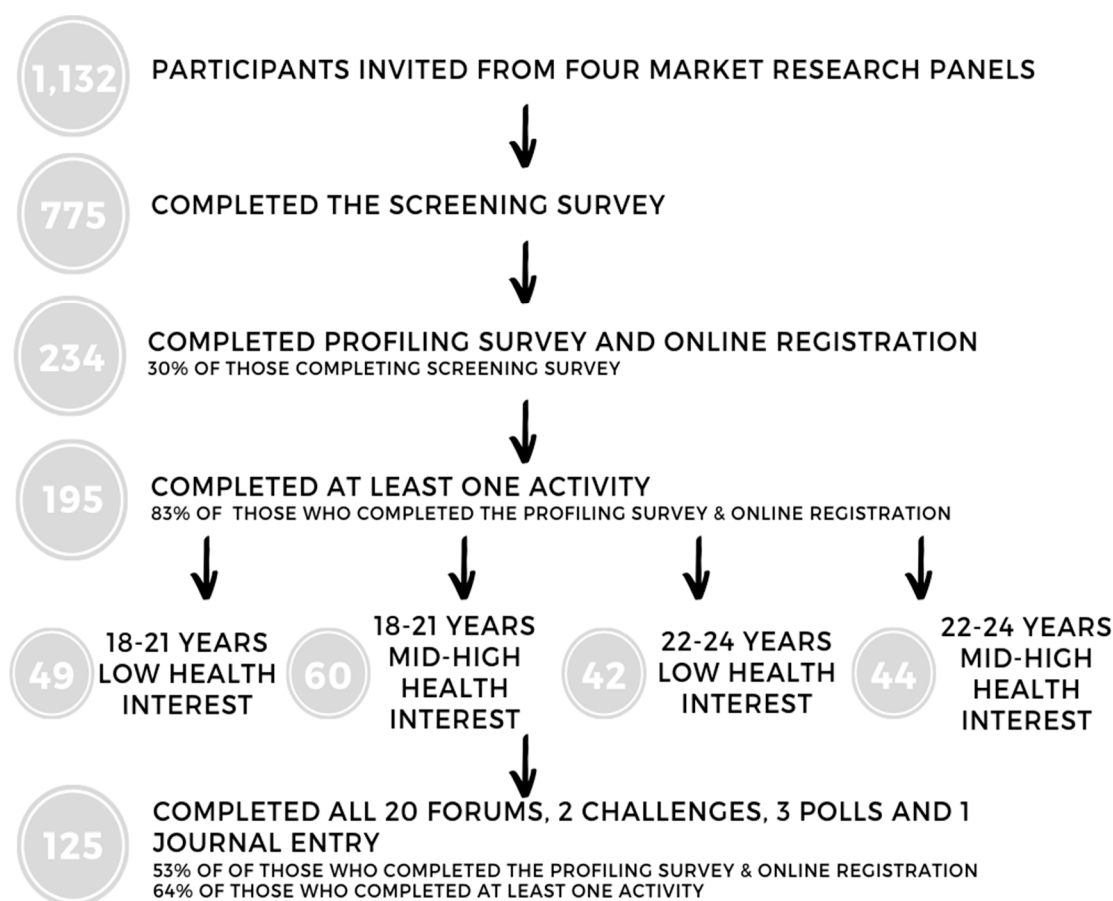 1,132
PARTICIPANTS INVITED FROM FOUR MARKET RESEARCH PANELS
775
COMPLETED THE SCREENING SURVEY
234
COMPLETED PROFILING SURVEY AND ONLINE REGISTRATION
30% OF THOSE COMPLETING SCREENING SURVEY
195
COMPLETED AT LEAST ONE ACTIVITY
83% OF THOSE WHO COMPLETED THE PROFILING SURVEY & ONLINE REGISTRATION
49
18-21 YEARS
LOW HEALTH
INTEREST
60
18-21 YEARS
MID-HIGH
HEALTH
INTEREST
42
22-24 YEARS
LOW HEALTH
INTEREST
44
22-24 YEARS
MID-HIGH
HEALTH
INTEREST
125
COMPLETED ALL 20 FORUMS, 2 CHALLENGES, 3 POLLS AND 1
JOURNAL ENTRY
53% OF OF THOSE WHO COMPLETED THE PROFILING SURVEY & ONLINE REGISTRATION
64% OF THOSE WHO COMPLETED AT LEAST ONE ACTIVITY